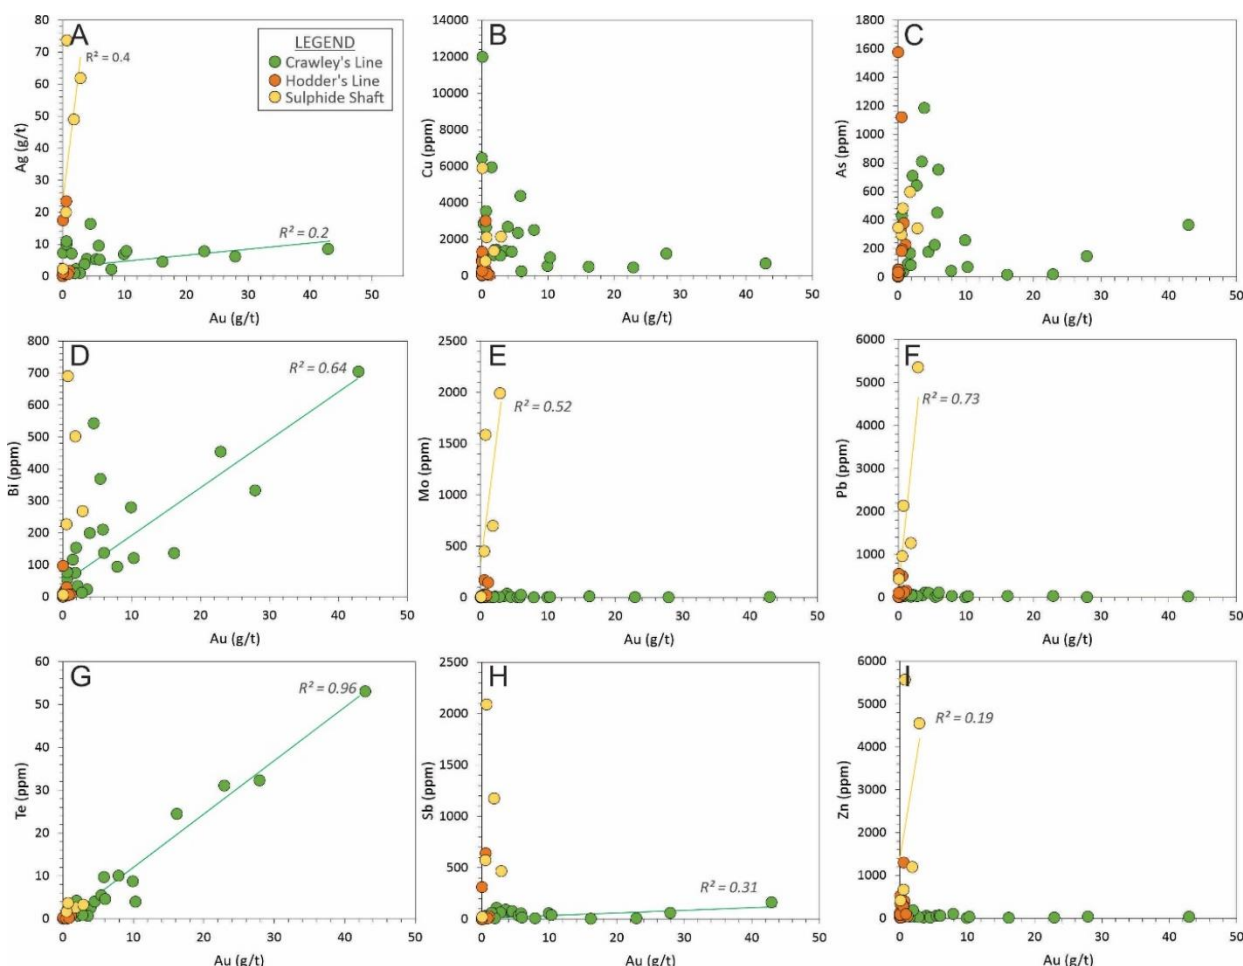 A
80
70
60
50
40
30
20
10
0
Ag (g/t)
R² = 0.4
R² = 0.2
LEGEND
Crawley's Line
Hodder's Line
Sulphide Shaft
0 10 20 30 40 50
Au (g/t)
B
14000
12000
10000
8000
6000
4000
2000
0
Cu (ppm)
0 10 20 30 40 50
Au (g/t)
C
1800
1600
1400
1200
1000
800
600
400
200
0
As (ppm)
0 10 20 30 40 50
Au (g/t)
D
800
700
600
500
400
300
200
100
0
Bi (ppm)
R² = 0.64
0 10 20 30 40 50
Au (g/t)
E
2500
2000
1500
1000
500
0
Mo (ppm)
R² = 0.52
0 10 20 30 40 50
Au (g/t)
F
6000
5000
4000
3000
2000
1000
0
Pb (ppm)
R² = 0.73
0 10 20 30 40 50
Au (g/t)
G
60
50
40
30
20
10
0
Te (ppm)
R² = 0.96
0 10 20 30 40 50
Au (g/t)
H
2500
2000
1500
1000
500
0
Sb (ppm)
R² = 0.31
0 10 20 30 40 50
Au (g/t)
I
6000
5000
4000
3000
2000
1000
0
Zn (ppm)
R² = 0.19
0 10 20 30 40 50
Au (g/t)